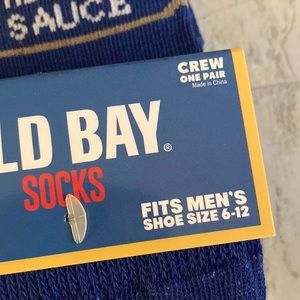 SAUCE
CREW
ONE PAIR
Made in China
LD BAY®
SOCKS
FITS MEN'S
SHOE SIZE 6-12